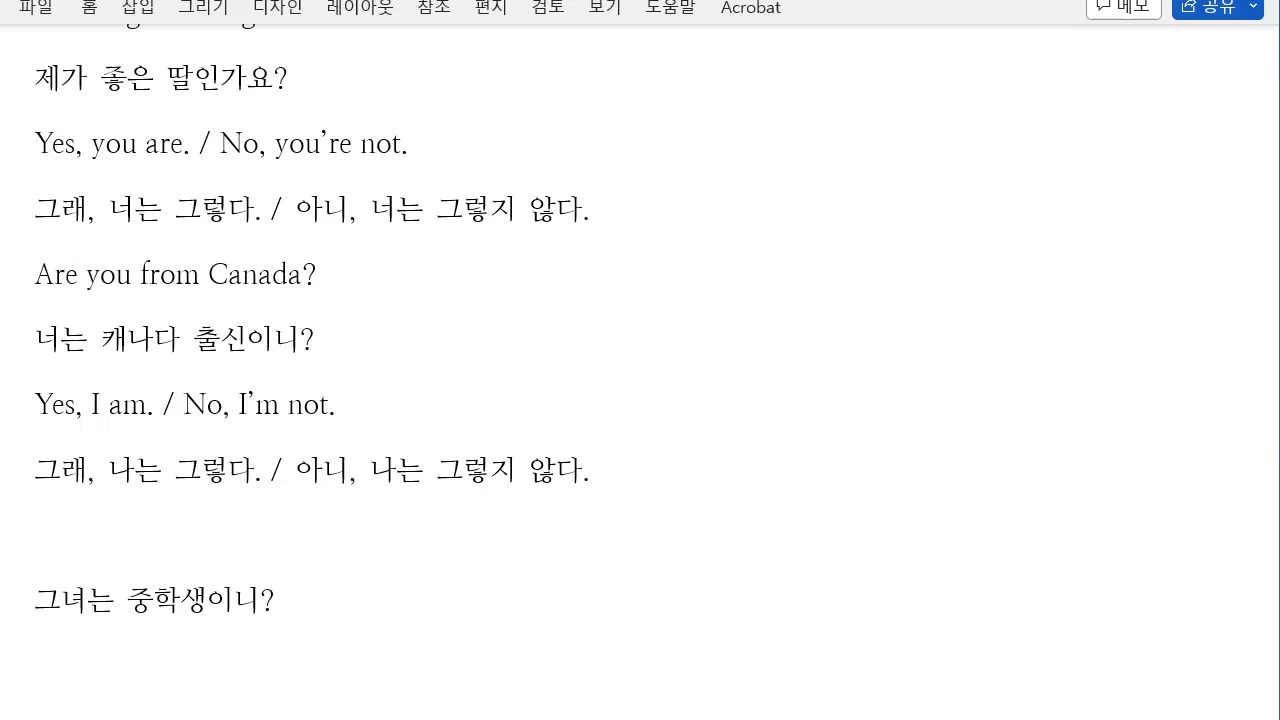 파일 홈 삽입 그리기 디자인 레이아웃 참조 편지 검토 보기 도움말 Acrobat 메모 공유
제가 좋은 딸인가요?
Yes, you are. / No, you’re not.
그래, 너는 그렇다. / 아니, 너는 그렇지 않다.
Are you from Canada?
너는 캐나다 출신이니?
Yes, I am. / No, I’m not.
그래, 나는 그렇다. / 아니, 나는 그렇지 않다.
그녀는 중학생이니?